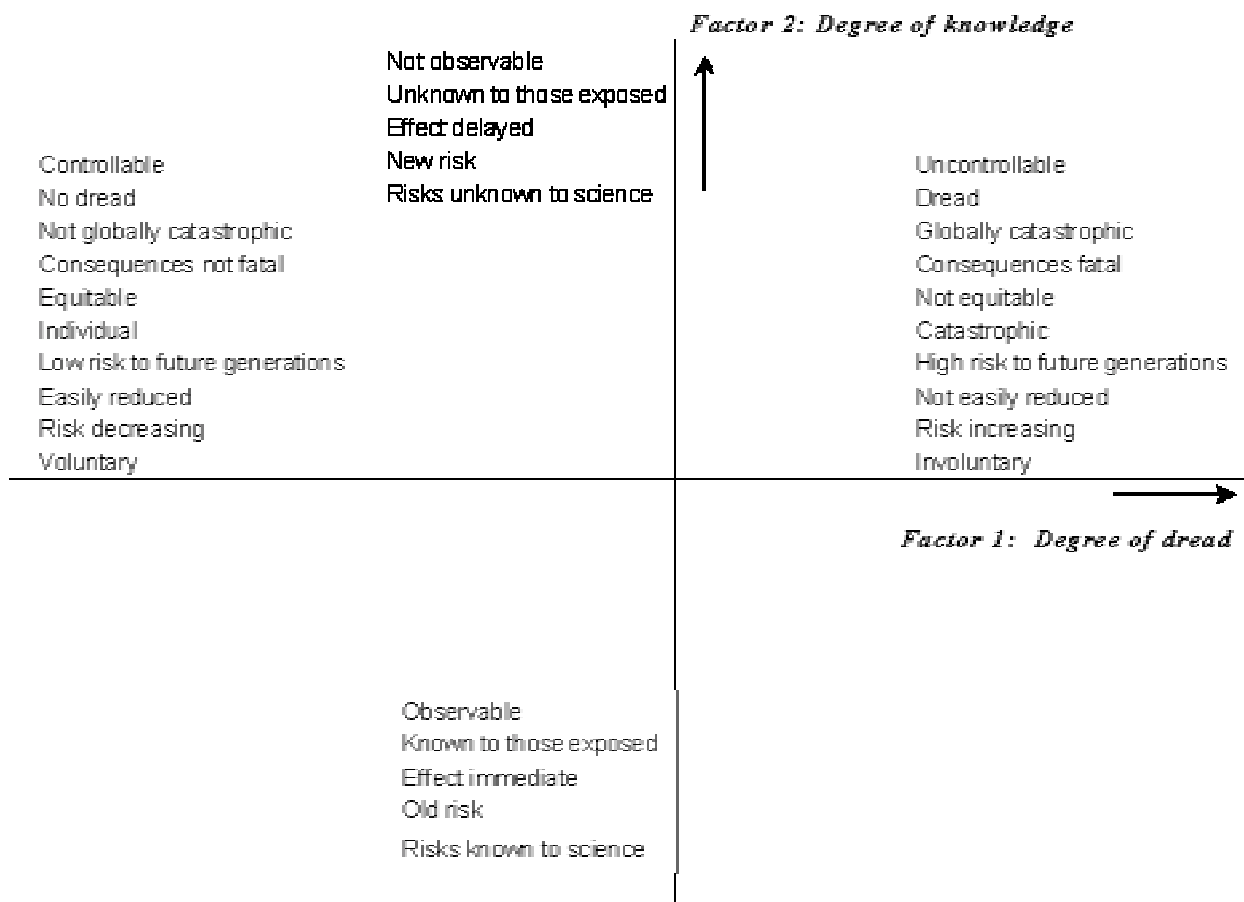 Factor 2: Degree of knowledge
Not observable
Unknown to those exposed
Effect delayed
New risk
Risks unknown to science
Controllable
No dread
Not globally catastrophic
Consequences not fatal
Equitable
Individual
Low risk to future generations
Easily reduced
Risk decreasing
Voluntary
Uncontrollable
Dread
Globally catastrophic
Consequences fatal
Not equitable
Catastrophic
High risk to future generations
Not easily reduced
Risk increasing
Involuntary
Factor 1: Degree of dread
Observable
Known to those exposed
Effect immediate
Old risk
Risks known to science